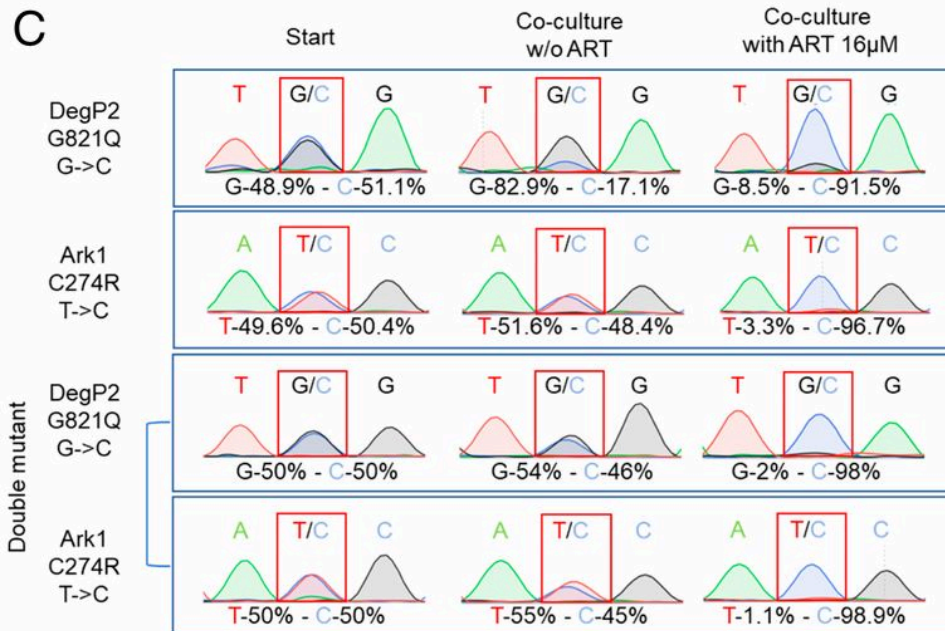 C
Start
Co-culture
w/o ART
Co-culture
with ART 16µM
DegP2
G821Q
G->C
T G/C G
G-48.9% - C-51.1%
T G/C G
G-82.9% - C-17.1%
T G/C G
G-8.5% - C-91.5%
Ark1
C274R
T->C
A T/C C
T-49.6% - C-50.4%
A T/C C
T-51.6% - C-48.4%
A T/C C
T-3.3% - C-96.7%
Double mutant
DegP2
G821Q
G->C
T G/C G
G-50% - C-50%
T G/C G
G-54% - C-46%
T G/C G
G-2% - C-98%
Ark1
C274R
T->C
A T/C C
T-50% - C-50%
A T/C C
T-55% - C-45%
A T/C C
T-1.1% - C-98.9%